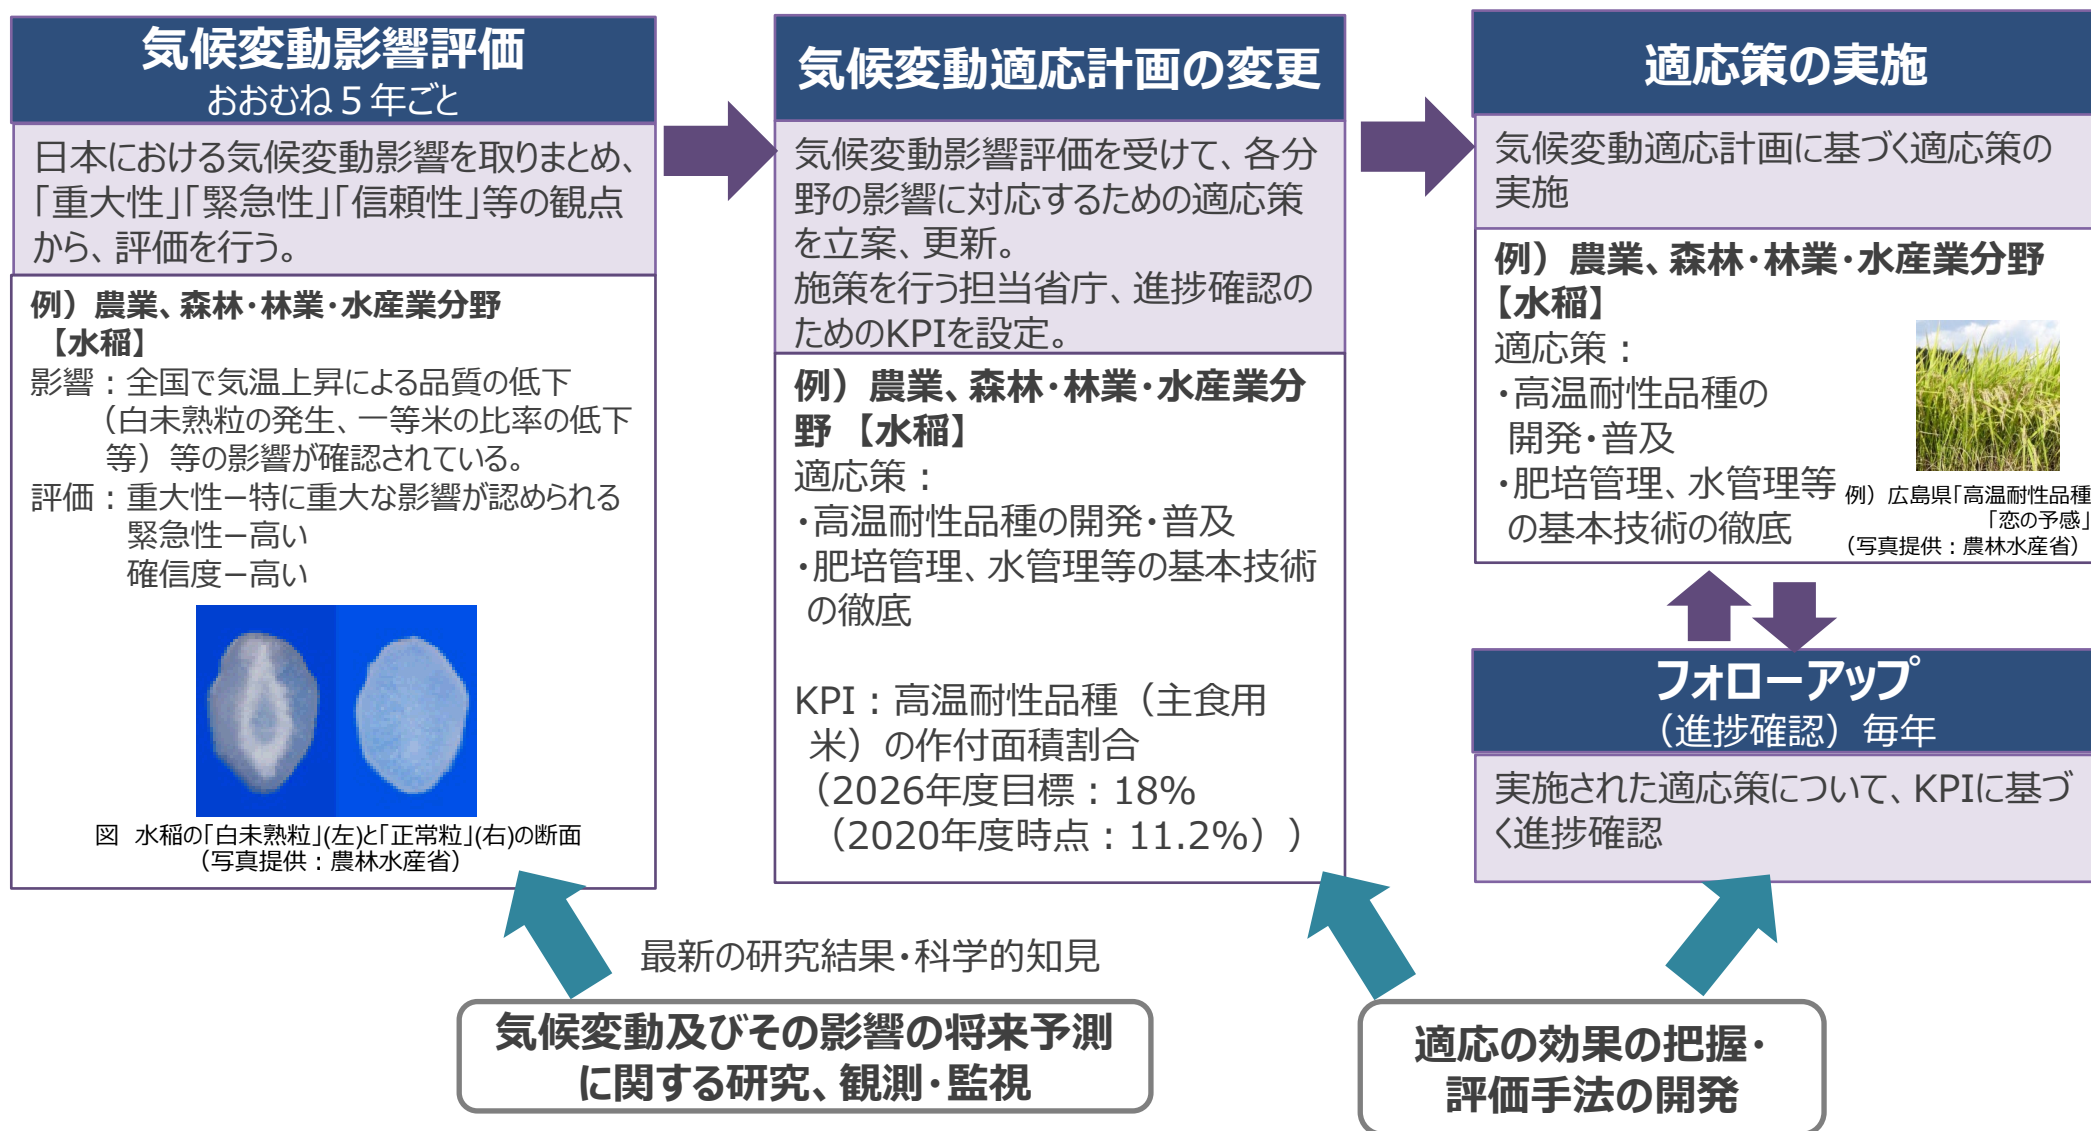 気候変動影響評価
おおむね５年ごと
日本における気候変動影響を取りまとめ、
「重大性」「緊急性」「信頼性」等の観点
から、評価を行う。
例）農業、森林・林業・水産業分野
【水稲】
影響：全国で気温上昇による品質の低下
（白未熟粒の発生、一等米の比率の低下
等）等の影響が確認されている。
評価：重大性－特に重大な影響が認められる
緊急性－高い
確信度－高い
図　水稲の「白未熟粒」(左)と「正常粒」(右)の断面
（写真提供：農林水産省）
気候変動適応計画の変更
気候変動影響評価を受けて、各分
野の影響に対応するための適応策
を立案、更新。
施策を行う担当省庁、進捗確認の
ためのKPIを設定。
例）農業、森林・林業・水産業分
野【水稲】
適応策：
・高温耐性品種の開発・普及
・肥培管理、水管理等の基本技術
の徹底
KPI：高温耐性品種（主食用
米）の作付面積割合
（2026年度目標：18%
（2020年度時点：11.2%））
適応策の実施
気候変動適応計画に基づく適応策の
実施
例）農業、森林・林業・水産業分野
【水稲】
適応策：
・高温耐性品種の
開発・普及
・肥培管理、水管理等
の基本技術の徹底
例）広島県「高温耐性品種
「恋の予感」
（写真提供：農林水産省）
フォローアップ
（進捗確認）毎年
実施された適応策について、KPIに基づ
く進捗確認
最新の研究結果・科学的知見
気候変動及びその影響の将来予測
に関する研究、観測・監視
適応の効果の把握・
評価手法の開発